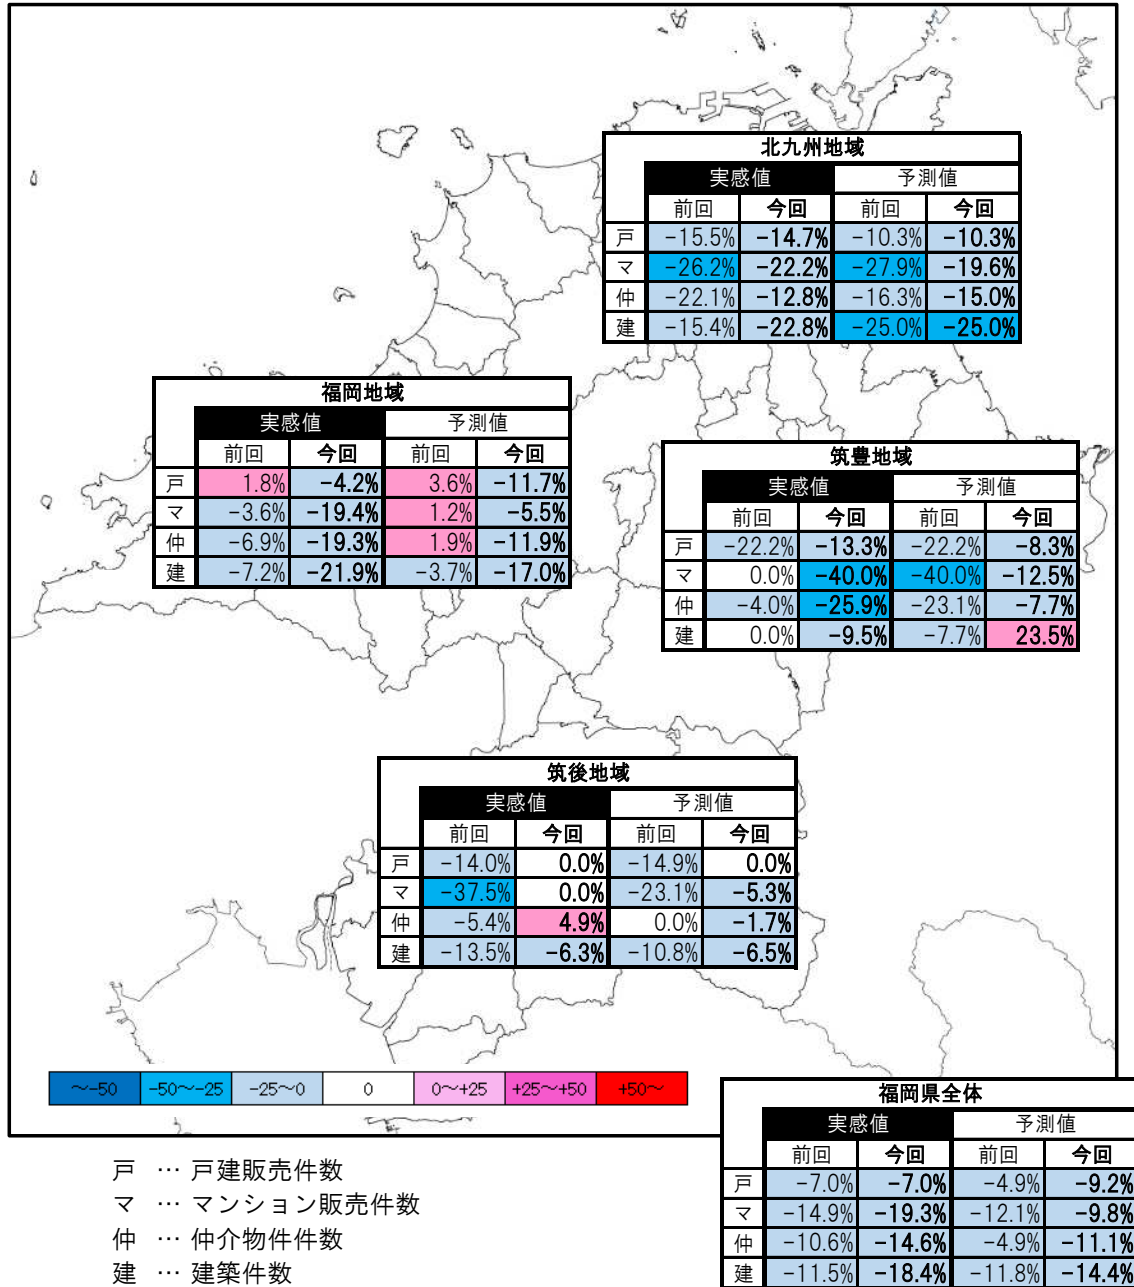 北九州地域
実感値 予測値
前回 今回 前回 今回
戸 -15.5% -14.7% -10.3% -10.3%
マ -26.2% -22.2% -27.9% -19.6%
仲 -22.1% -12.8% -16.3% -15.0%
建 -15.4% -22.8% -25.0% -25.0%
福岡地域
実感値 予測値
前回 今回 前回 今回
戸 1.8% -4.2% 3.6% -11.7%
マ -3.6% -19.4% 1.2% -5.5%
仲 -6.9% -19.3% 1.9% -11.9%
建 -7.2% -21.9% -3.7% -17.0%
筑豊地域
実感値 予測値
前回 今回 前回 今回
戸 -22.2% -13.3% -22.2% -8.3%
マ 0.0% -40.0% -40.0% -12.5%
仲 -4.0% -25.9% -23.1% -7.7%
建 0.0% -9.5% -7.7% 23.5%
筑後地域
実感値 予測値
前回 今回 前回 今回
戸 -14.0% 0.0% -14.9% 0.0%
マ -37.5% 0.0% -23.1% -5.3%
仲 -5.4% 4.9% 0.0% -1.7%
建 -13.5% -6.3% -10.8% -6.5%
～-50 -50～-25 -25～0 0 0～+25 +25～+50 +50～
福岡県全体
実感値 予測値
前回 今回 前回 今回
戸 -7.0% -7.0% -4.9% -9.2%
マ -14.9% -19.3% -12.1% -9.8%
仲 -10.6% -14.6% -4.9% -11.1%
建 -11.5% -18.4% -11.8% -14.4%
戸 … 戸建販売件数
マ … マンション販売件数
仲 … 仲介物件件数
建 … 建築件数